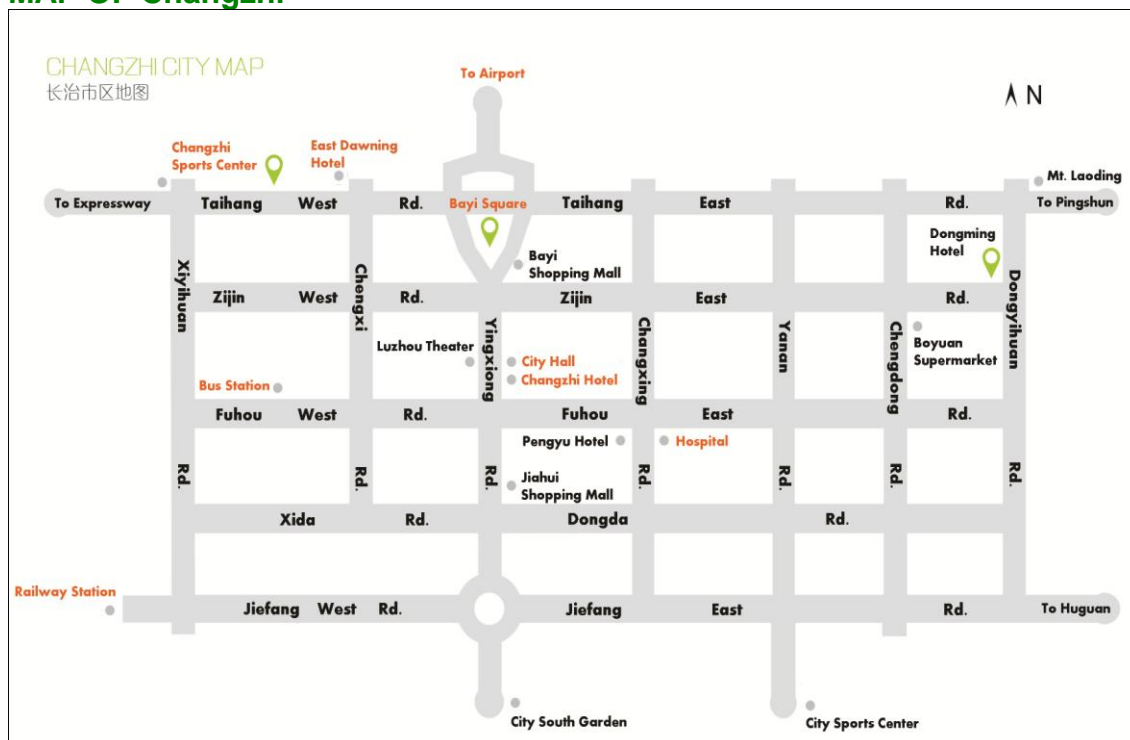 MAP OF Changzhi
CHANGZHI CITY MAP
长治市区地图
To Airport
N
Changzhi
Sports Center
East Dawning
Hotel
Mt. Laoding
To Expressway
Taihang West Rd.
Bayi Square
Taihang East Rd.
To Pingshun
Dongming
Hotel
Bayi
Shopping Mall
Xiyihuan Rd.
Chengxi Rd.
Yingxiong Rd.
Changxing Rd.
Yanan Rd.
Chengdong Rd.
Dongyihuan Rd.
Zijin West Rd.
Zijin East Rd.
Luzhou Theater
City Hall
Changzhi Hotel
Boyuan
Supermarket
Bus Station
Fuhou West Rd.
Fuhou East Rd.
Pengyu Hotel
Hospital
Jiahui
Shopping Mall
Xida Rd.
Dongda Rd.
Railway Station
Jiefang West Rd.
Jiefang East Rd.
To Huguan
City South Garden
City Sports Center